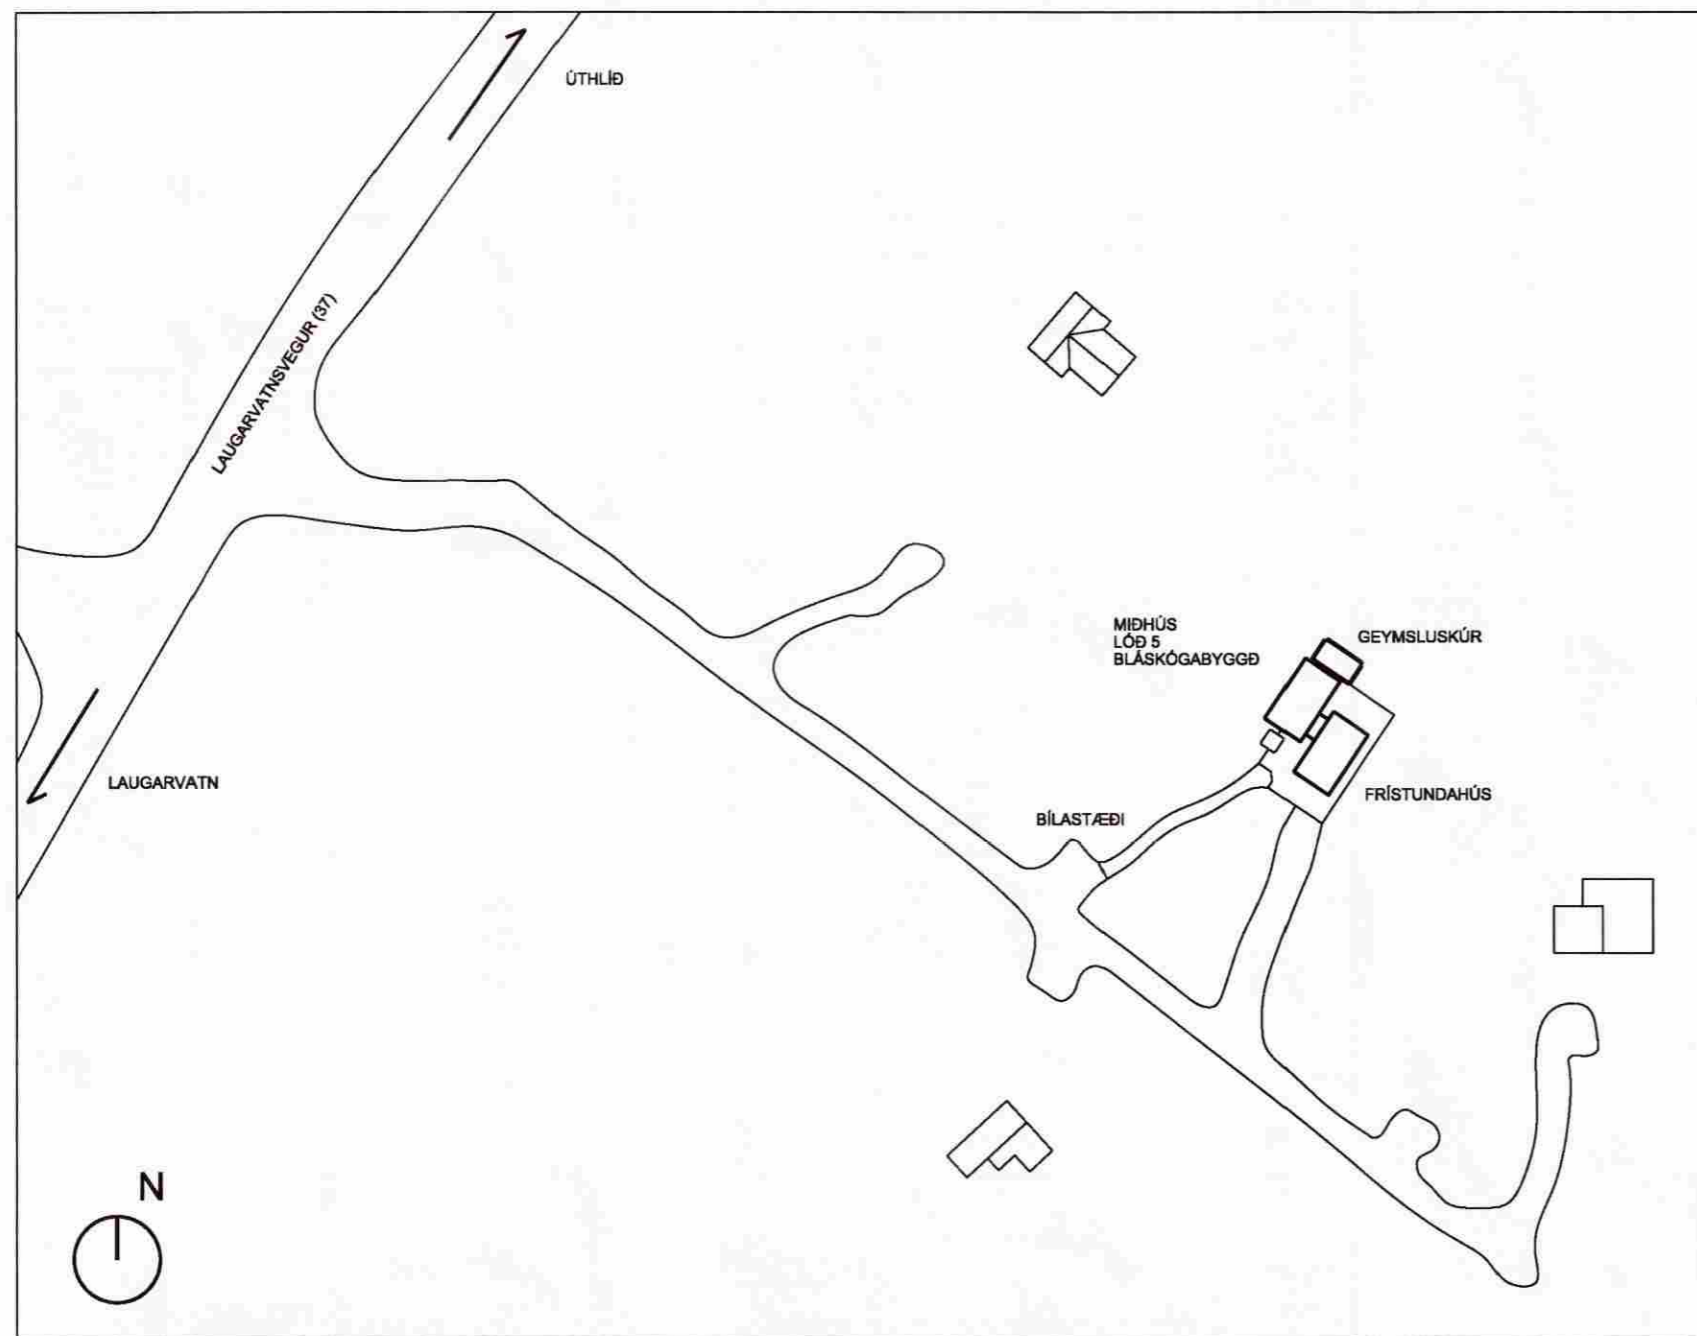 ÚTHLÍÐ
LAUGARVATNSVEGUR (37)
MIÐHÚS
LÓÐ 5
BLÁSKÓGABYGGÐ
GEYMSLUSKÚR
LAUGARVATN
FRÍSTUNDAHÚS
BÍLASTÆÐI
N